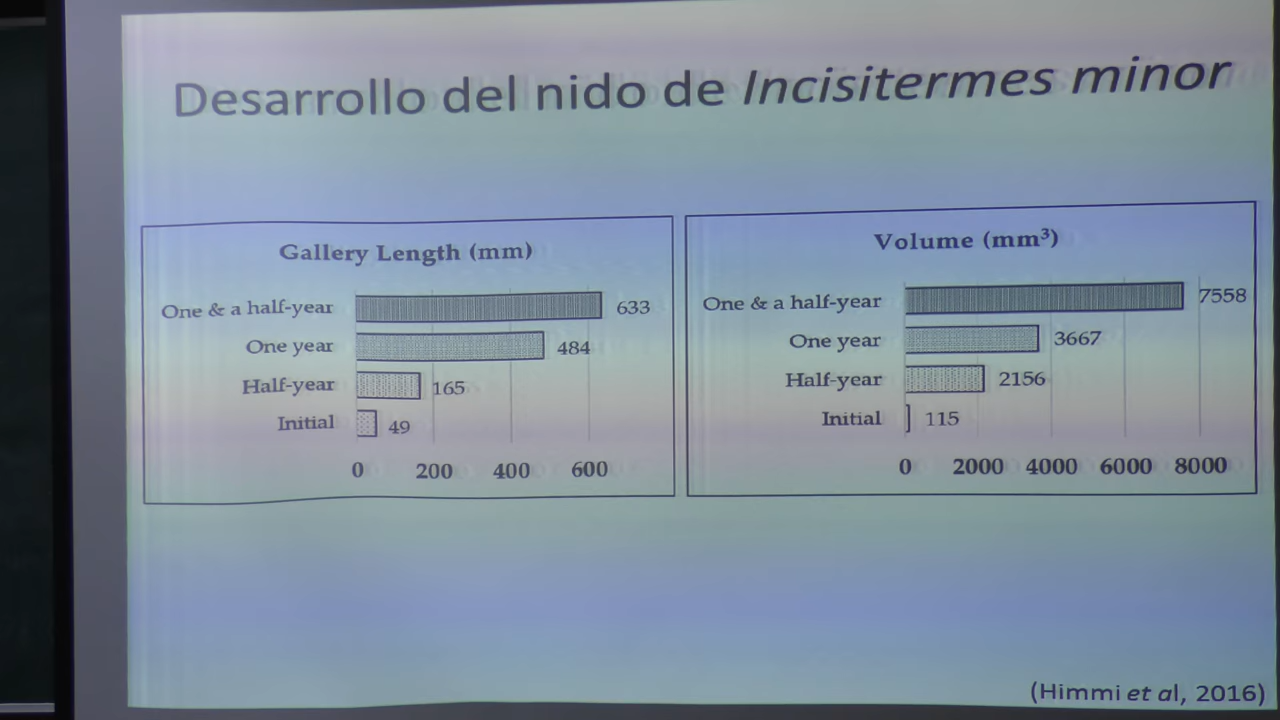 Desarrollo del nido de Incisitermes minor
Gallery Length (mm)
One & a half-year 633
One year 484
Half-year 165
Initial 49
0 200 400 600
Volume (mm³)
One & a half-year 7558
One year 3667
Half-year 2156
Initial 115
0 2000 4000 6000 8000
(Himmi et al, 2016)